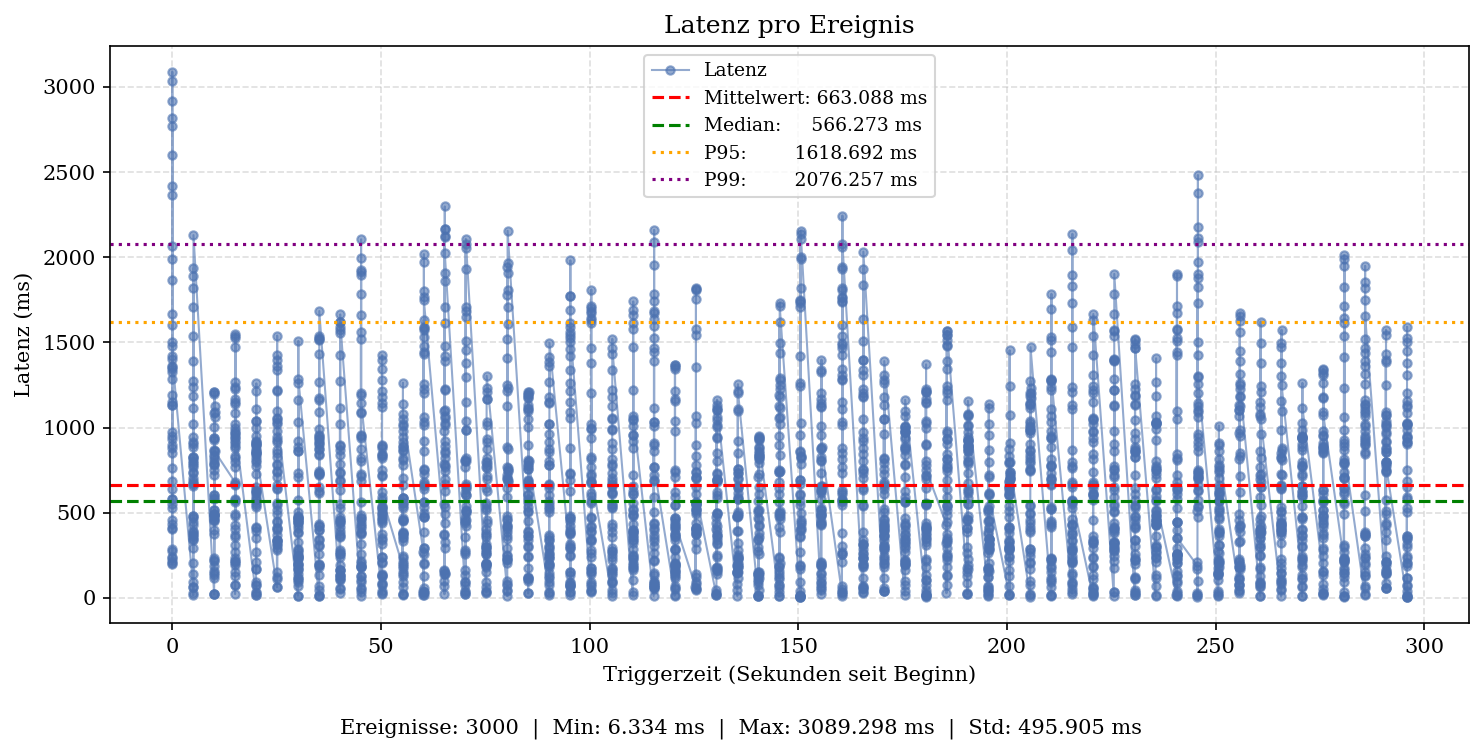 Latenz pro Ereignis
Latenz
Mittelwert: 663.088 ms
Median: 566.273 ms
P95: 1618.692 ms
P99: 2076.257 ms
Latenz (ms)
3000
2500
2000
1500
1000
500
0
0 50 100 150 200 250 300
Triggerzeit (Sekunden seit Beginn)
Ereignisse: 3000 | Min: 6.334 ms | Max: 3089.298 ms | Std: 495.905 ms